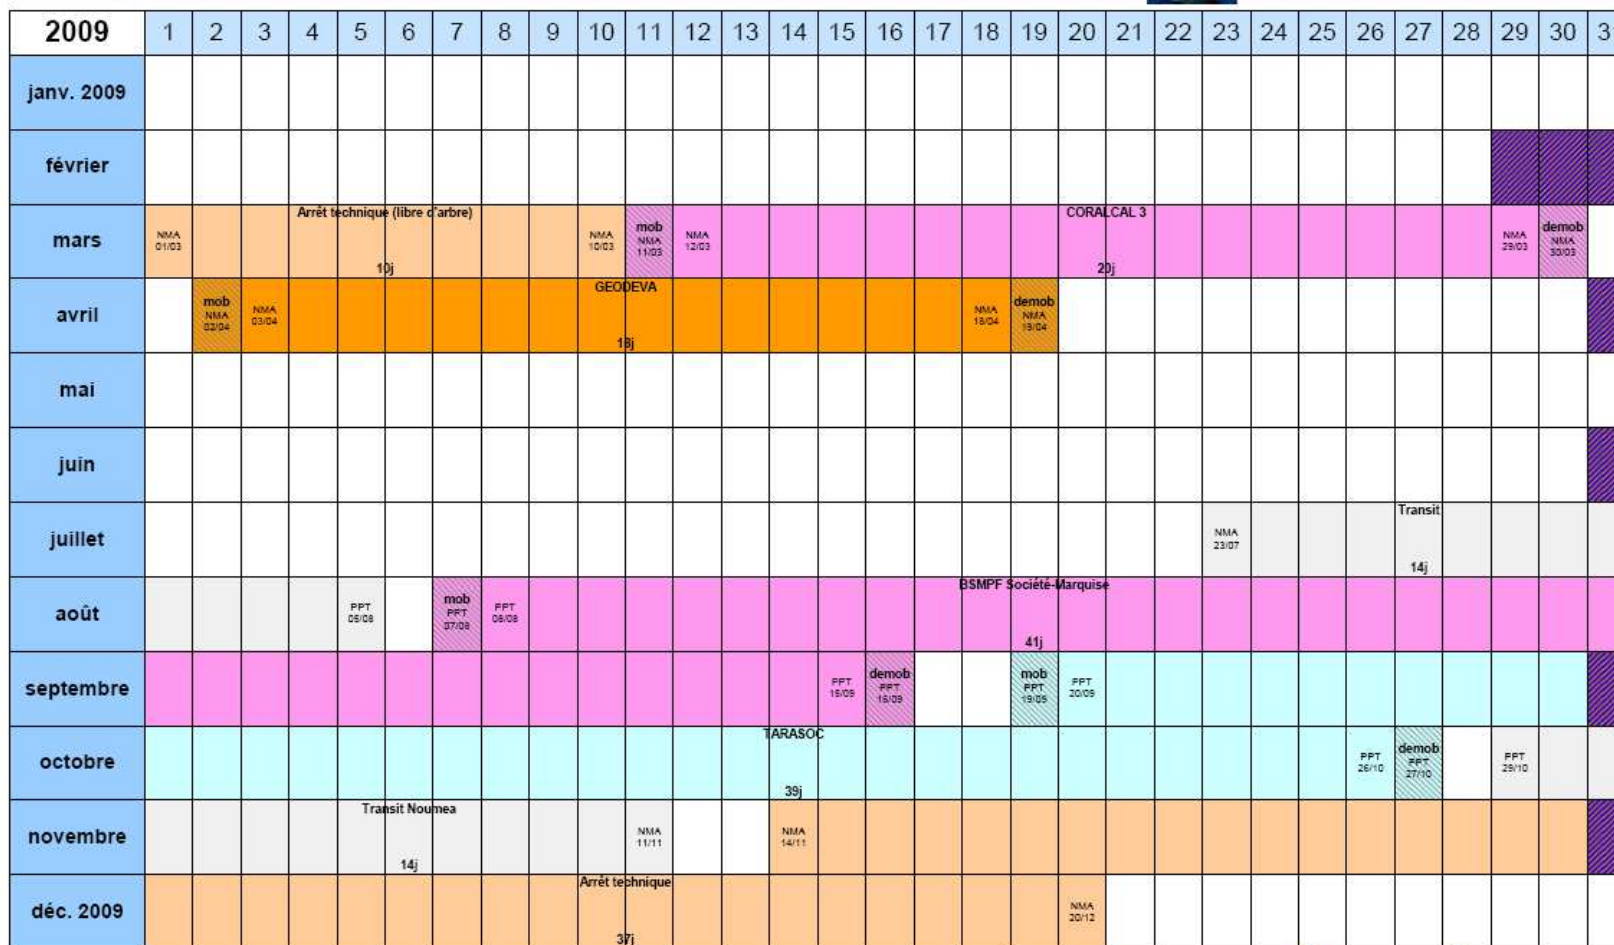 2009 1 2 3 4 5 6 7 8 9 10 11 12 13 14 15 16 17 18 19 20 21 22 23 24 25 26 27 28 29 30 31
janv. 2009
février
mars
Arrêt technique (libre d'arbre)
NMA
01/03
10j
NMA
10/03
mob
NMA
11/03
NMA
12/03
CORALCAL 3
20j
NMA
29/03
demob
NMA
30/03
avril
mob
NMA
02/04
NMA
03/04
GEODEVA
18j
NMA
18/04
demob
NMA
19/04
mai
juin
juillet
NMA
23/07
Transit
14j
août
PPT
05/08
mob
PPT
07/08
PPT
08/08
BSMPF Société-Marquise
41j
septembre
PPT
15/09
demob
PPT
16/09
mob
PPT
19/09
PPT
20/09
octobre
TARASOC
39j
PPT
26/10
demob
PPT
27/10
PPT
29/10
novembre
Transit Noumea
14j
NMA
11/11
NMA
14/11
déc. 2009
Arrêt technique
37j
NMA
20/12